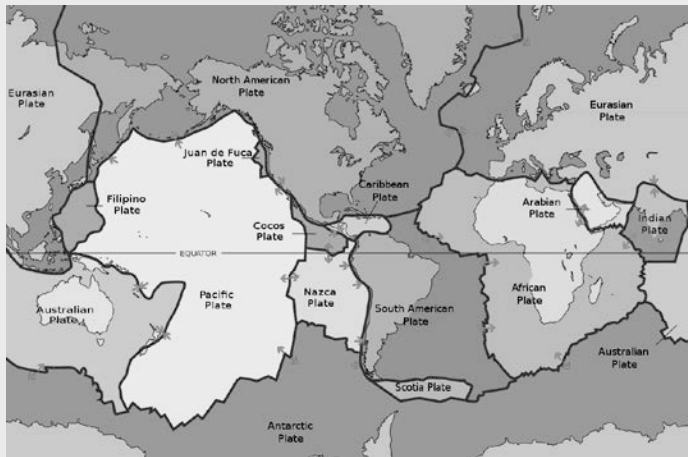 North American
Plate
Eurasian
Plate
Eurasian
Plate
Juan de Fuca
Plate
Caribbean
Plate
Filipino
Plate
Arabian
Plate
Indian
Plate
Cocos
Plate
EQUATOR
Pacific
Plate
Nazca
Plate
South American
Plate
African
Plate
Australian
Plate
Australian
Plate
Scotia Plate
Antarctic
Plate